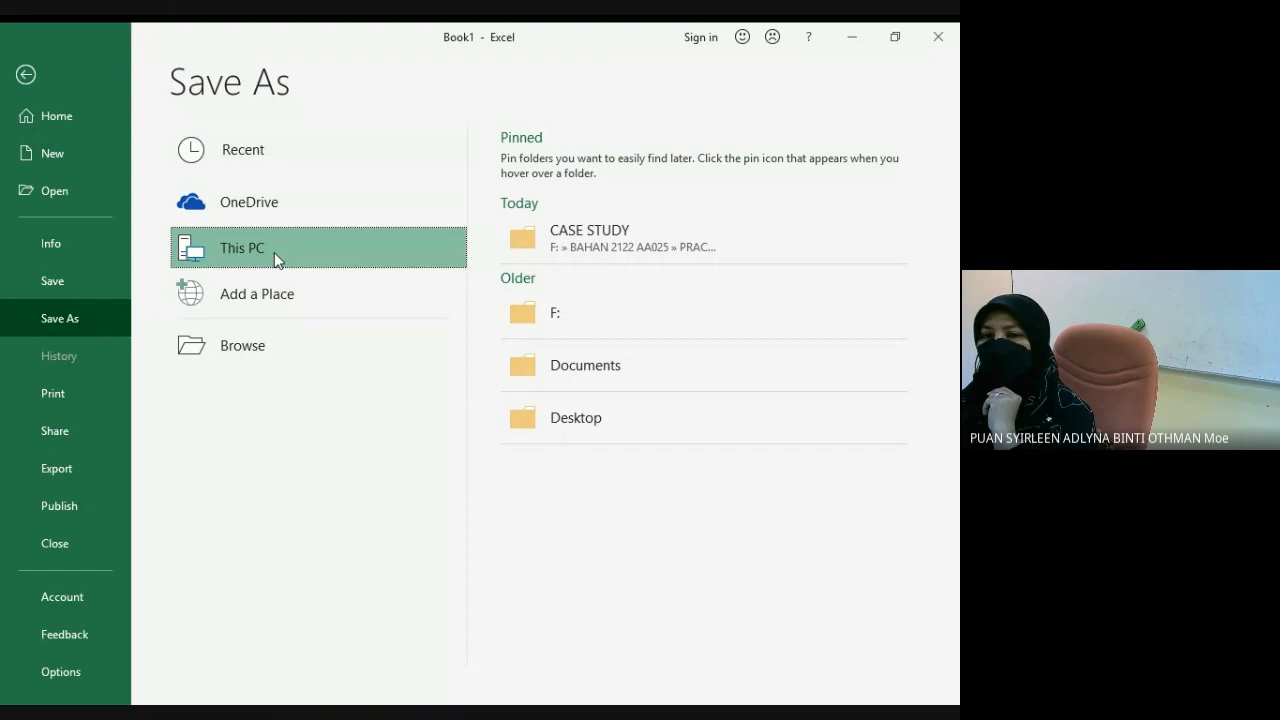 Book1 - Excel
Sign in
?
Save As
Home
New
Open
Info
Save
Save As
History
Print
Share
Export
Publish
Close
Account
Feedback
Options
Recent
OneDrive
This PC
Add a Place
Browse
Pinned
Pin folders you want to easily find later. Click the pin icon that appears when you
hover over a folder.
Today
CASE STUDY
F: » BAHAN 2122 AA025 » PRAC...
Older
F:
Documents
Desktop
PUAN SYIRLEEN ADLYNA BINTI OTHMAN Moe